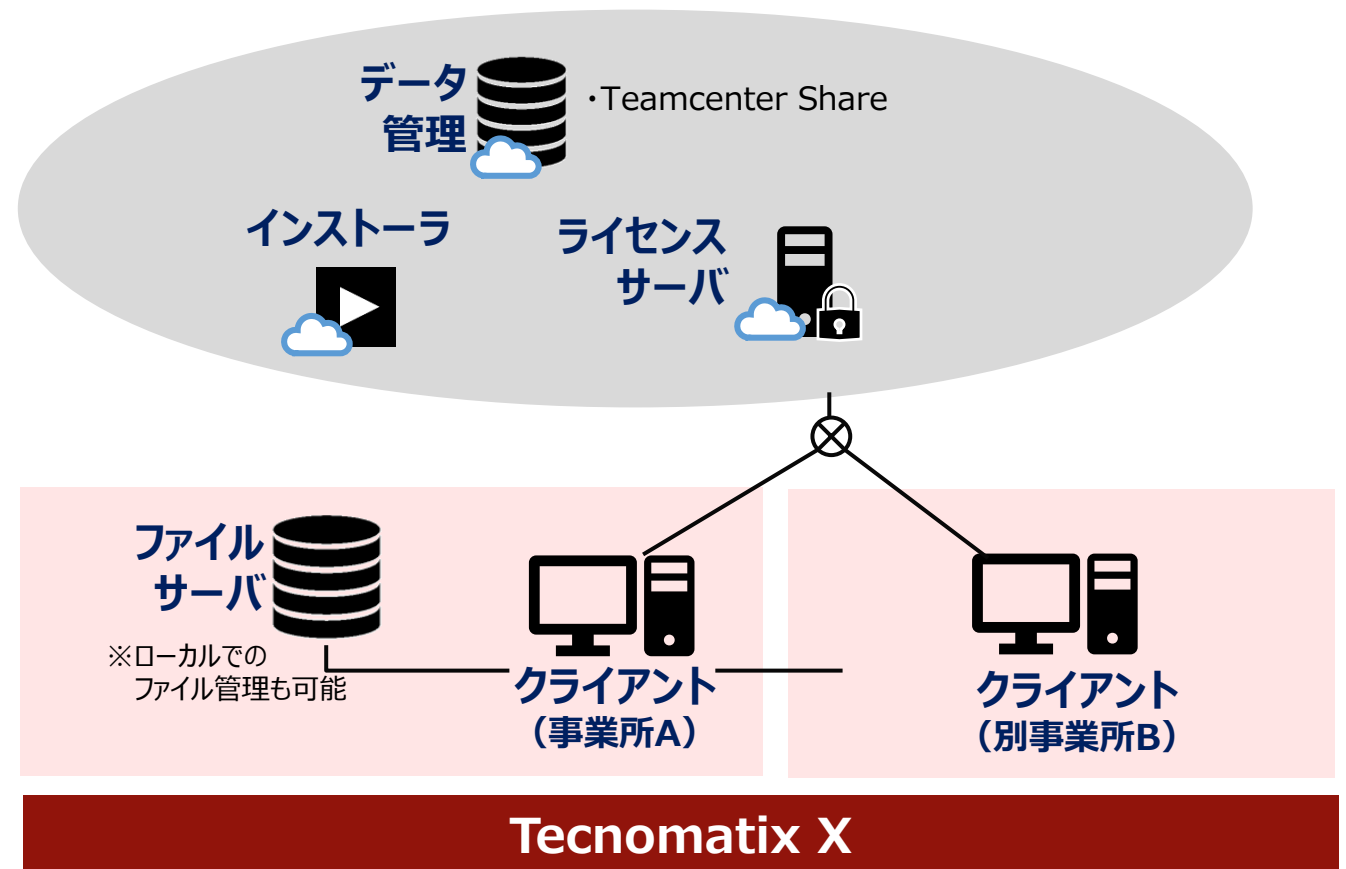 データ
管理
・Teamcenter Share
インストーラ
ライセンス
サーバ
ファイル
サーバ
※ローカルでの
ファイル管理も可能
クライアント
（事業所A）
クライアント
（別事業所B）
Tecnomatix X